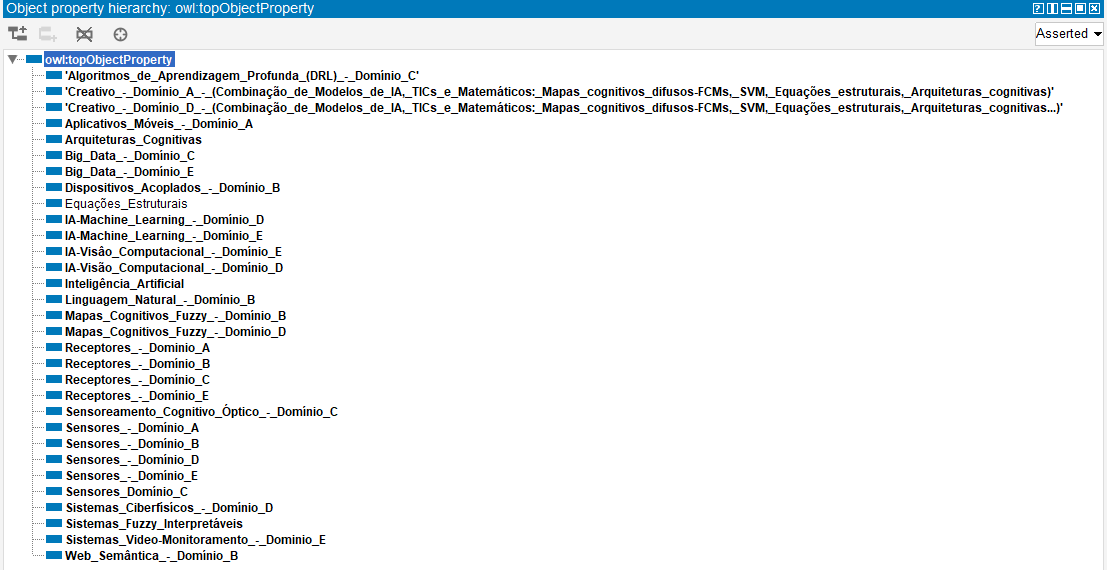 Object property hierarchy: owl:topObjectProperty
Asserted
owl:topObjectProperty
'Algoritmos_de_Aprendizagem_Profunda_(DRL)_-_Domínio_C'
'Creativo_-_Domínio_A_-_(Combinação_de_Modelos_de_IA,_TICs_e_Matemáticos:_Mapas_cognitivos_difusos-FCMs,_SVM,_Equações_estruturais,_Arquiteturas_cognitivas)'
'Creativo_-_Domínio_D_-_(Combinação_de_Modelos_de_IA,_TICs_e_Matemáticos:_Mapas_cognitivos_difusos-FCMs,_SVM,_Equações_estruturais,_Arquiteturas_cognitivas...)'
Aplicativos_Móveis_-_Domínio_A
Arquiteturas_Cognitivas
Big_Data_-_Domínio_C
Big_Data_-_Domínio_E
Dispositivos_Acoplados_-_Domínio_B
Equações_Estruturais
IA-Machine_Learning_-_Domínio_D
IA-Machine_Learning_-_Domínio_E
IA-Visâo_Computacional_-_Domínio_E
IA-Visão_Computacional_-_Domínio_D
Inteligência_Artificial
Linguagem_Natural_-_Domínio_B
Mapas_Cognitivos_Fuzzy_-_Domínio_B
Mapas_Cognitivos_Fuzzy_-_Domínio_D
Receptores_-_Dominio_A
Receptores_-_Domínio_B
Receptores_-_Domínio_C
Receptores_-_Domínio_E
Sensoreamento_Cognitivo_Óptico_-_Domínio_C
Sensores_-_Domínio_A
Sensores_-_Domínio_B
Sensores_-_Domínio_D
Sensores_-_Domínio_E
Sensores_Domínio_C
Sistemas_Ciberfísicos_-_Domínio_D
Sistemas_Fuzzy_Interpretáveis
Sistemas_Video-Monitoramento_-_Dominio_E
Web_Semântica_-_Domínio_B